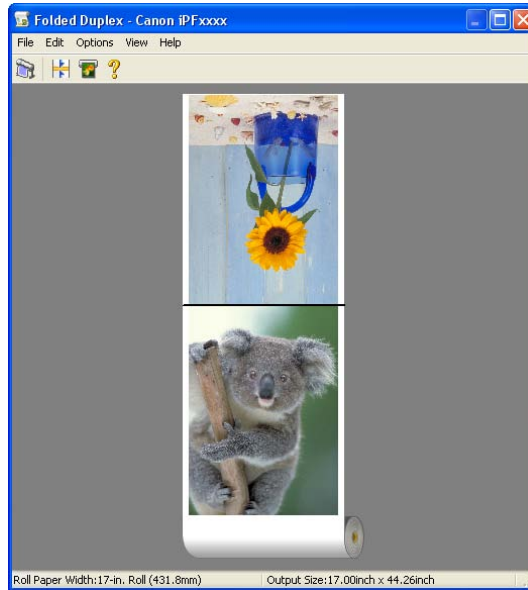 Folded Duplex - Canon iPFxxxx
File Edit Options View Help
Roll Paper Width:17-in. Roll (431.8mm) Output Size:17.00inch x 44.26inch